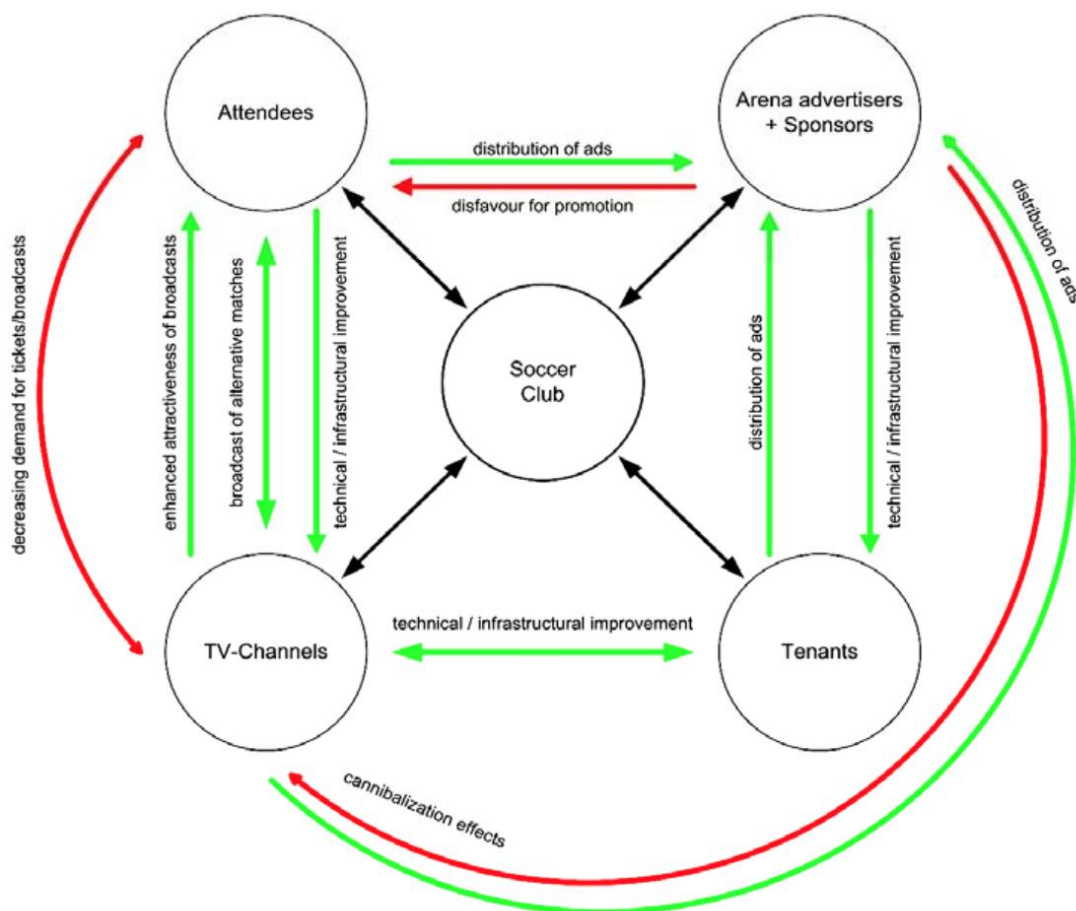 Attendees
Arena advertisers
+ Sponsors
distribution of ads
disfavour for promotion
decreasing demand for tickets/broadcasts
enhanced attractiveness of broadcasts
broadcast of alternative matches
technical / infrastructural improvement
Soccer
Club
distribution of ads
technical / infrastructural improvement
distribution of ads
TV-Channels
technical / infrastructural improvement
Tenants
cannibalization effects